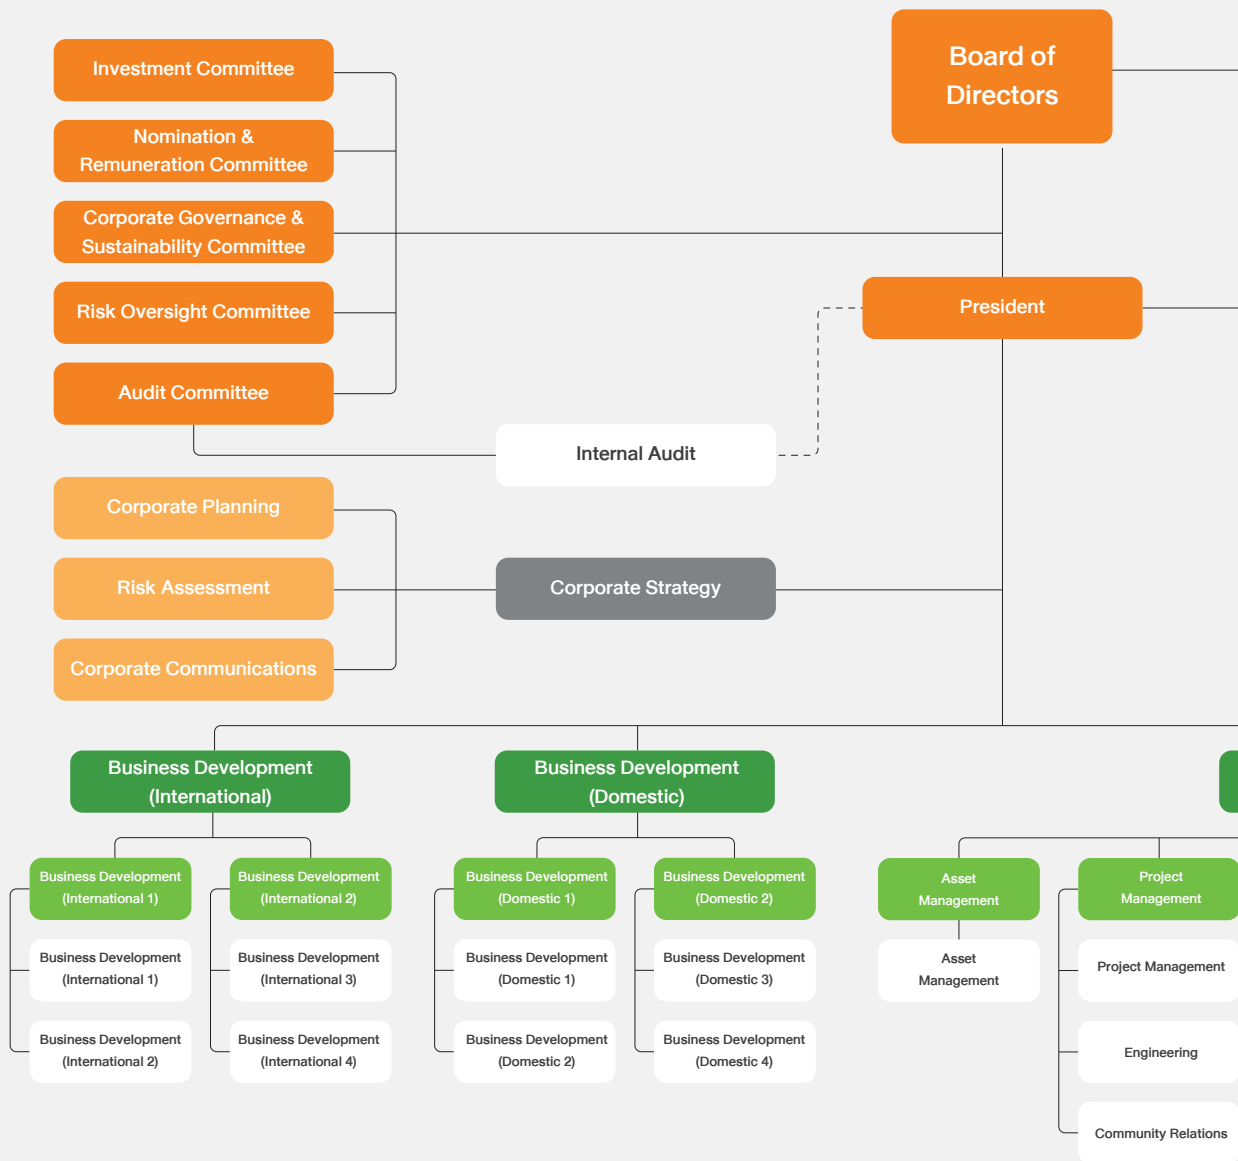 Board of
Directors
Investment Committee
Nomination &
Remuneration Committee
Corporate Governance &
Sustainability Committee
Risk Oversight Committee
President
Audit Committee
Internal Audit
Corporate Planning
Risk Assessment
Corporate Strategy
Corporate Communications
Business Development
(International)
Business Development
(Domestic)
Business Development
(International 1)
Business Development
(International 2)
Business Development
(Domestic 1)
Business Development
(Domestic 2)
Asset
Management
Project
Management
Business Development
(International 1)
Business Development
(International 3)
Business Development
(Domestic 1)
Business Development
(Domestic 3)
Asset
Management
Project Management
Business Development
(International 2)
Business Development
(International 4)
Business Development
(Domestic 2)
Business Development
(Domestic 4)
Engineering
Community Relations